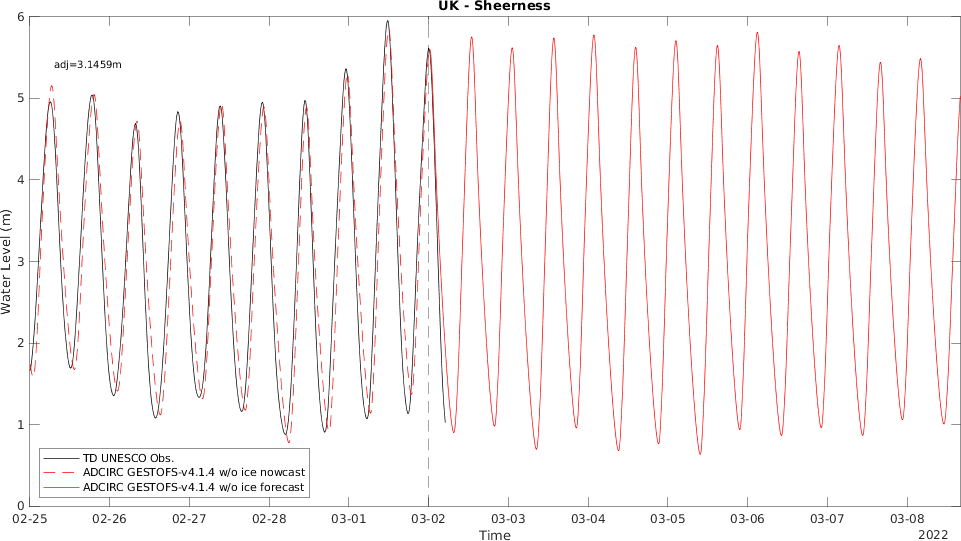 UK - Sheerness
adj=3.1459m
Water Level (m)
6
5
4
3
2
1
0
TD UNESCO Obs.
ADCIRC GESTOFS-v4.1.4 w/o ice nowcast
ADCIRC GESTOFS-v4.1.4 w/o ice forecast
02-25 02-26 02-27 02-28 03-01 03-02 03-03 03-04 03-05 03-06 03-07 03-08
Time
2022